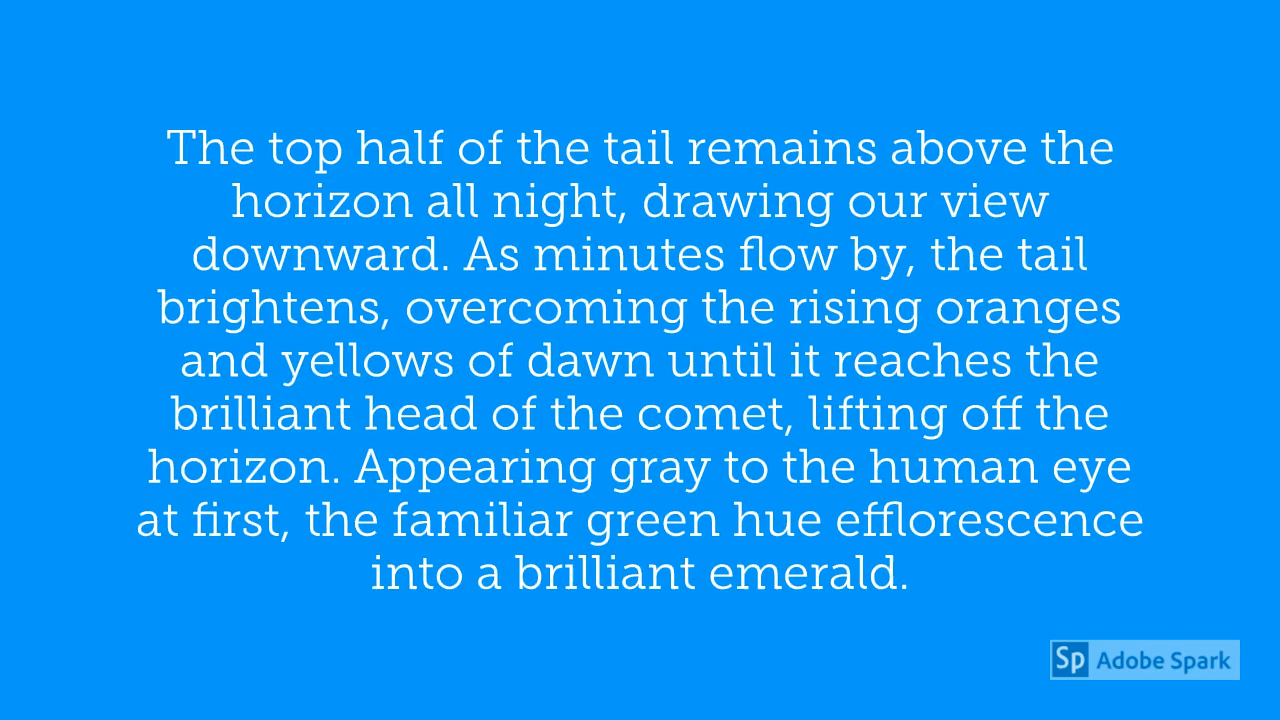 The top half of the tail remains above the
horizon all night, drawing our view
downward. As minutes flow by, the tail
brightens, overcoming the rising oranges
and yellows of dawn until it reaches the
brilliant head of the comet, lifting off the
horizon. Appearing gray to the human eye
at first, the familiar green hue efflorescence
into a brilliant emerald.
Sp Adobe Spark